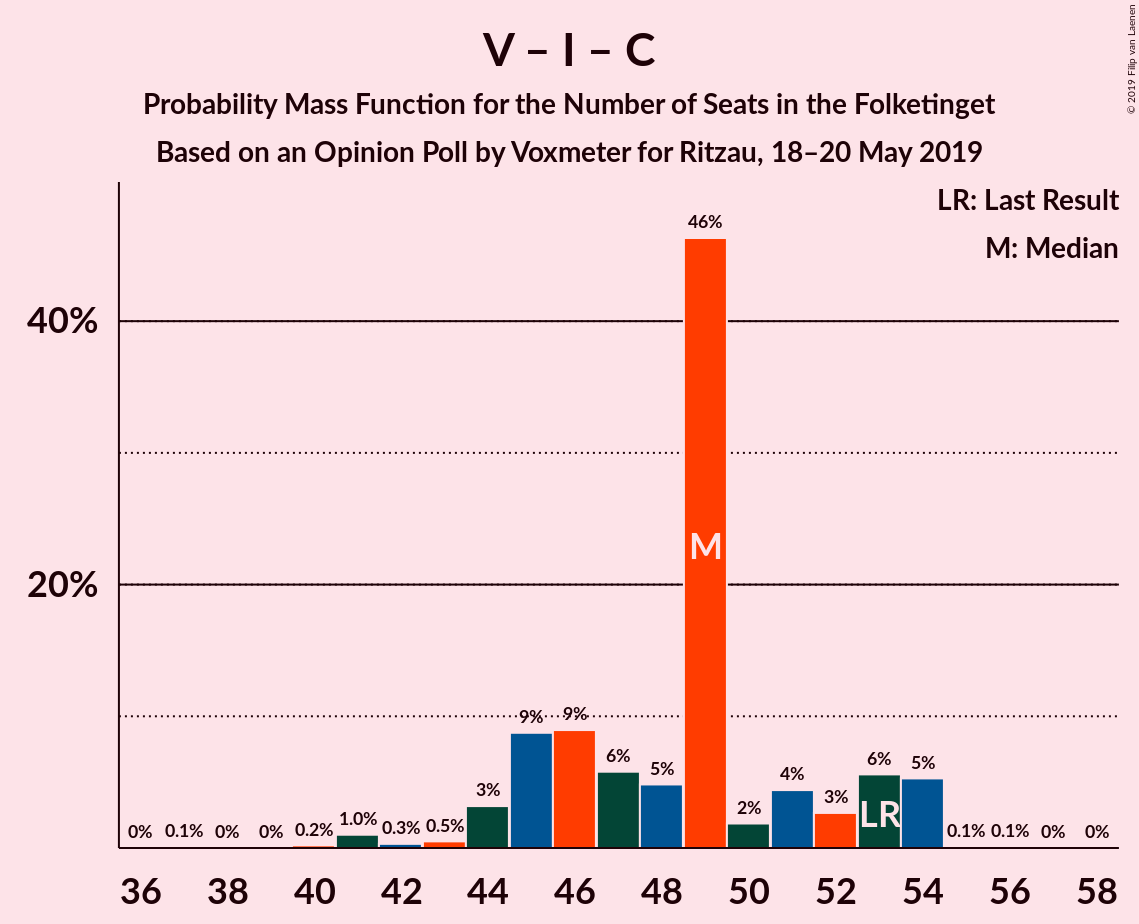 V – I – C
Probability Mass Function for the Number of Seats in the Folketinget
Based on an Opinion Poll by Voxmeter for Ritzau, 18–20 May 2019
© 2019 Filip van Laenen
LR: Last Result
M: Median
40%
20%
0% 0.1% 0% 0% 0.2% 1.0% 0.3% 0.5% 3% 9% 9% 6% 5% 46% 2% 4% 3% 6% 5% 0.1% 0.1% 0% 0%
M
LR
36 38 40 42 44 46 48 50 52 54 56 58